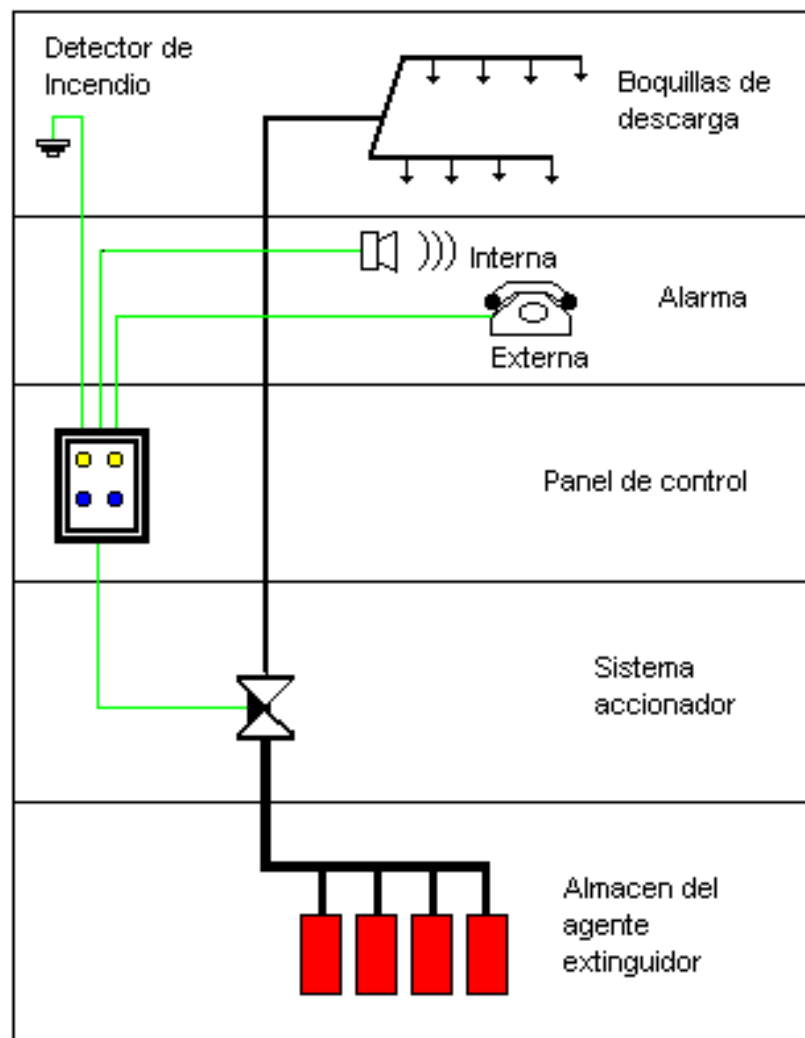 Detector de
Incendio
Boquillas de
descarga
Interna
Alarma
Externa
Panel de control
Sistema
accionador
Almacen del
agente
extinguidor